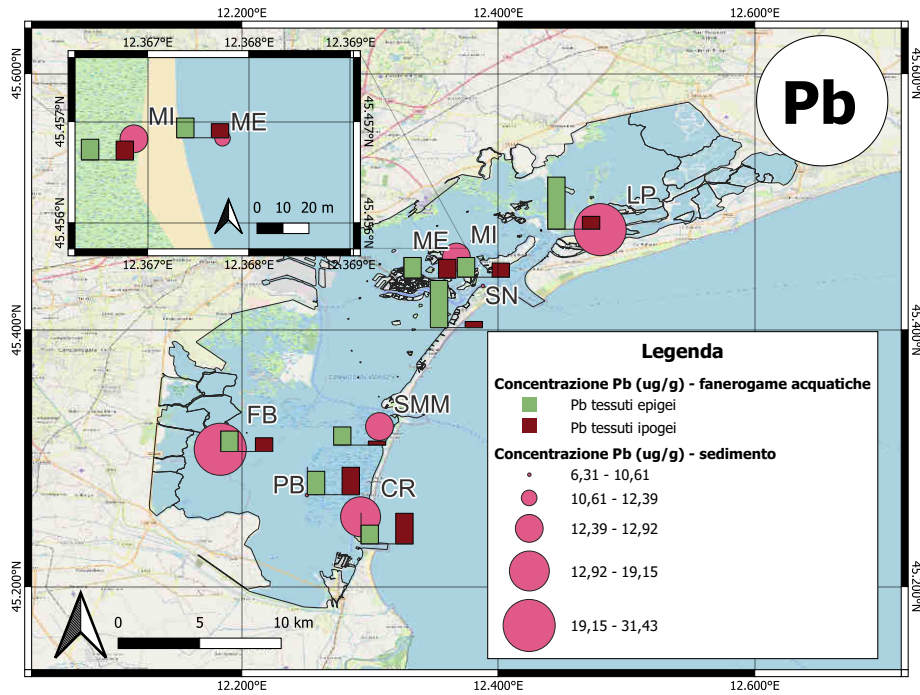 12.200°E 12.400°E 12.600°E
12.367°E 12.368°E 12.369°E
45.600°N 45.600°N
Pb
45.457°N 45.457°N
MI ME
45.456°N 45.456°N
0 10 20 m
12.367°E 12.368°E 12.369°E
LP
ME MI
SN
45.400°N 45.400°N
Legenda
Concentrazione Pb (ug/g) - fanerogame acquatiche
Pb tessuti epigei
Pb tessuti ipogei
Concentrazione Pb (ug/g) - sedimento
6,31 - 10,61
10,61 - 12,39
12,39 - 12,92
12,92 - 19,15
19,15 - 31,43
SMM
FB
PB CR
45.200°N 45.200°N
0 5 10 km
12.200°E 12.400°E 12.600°E